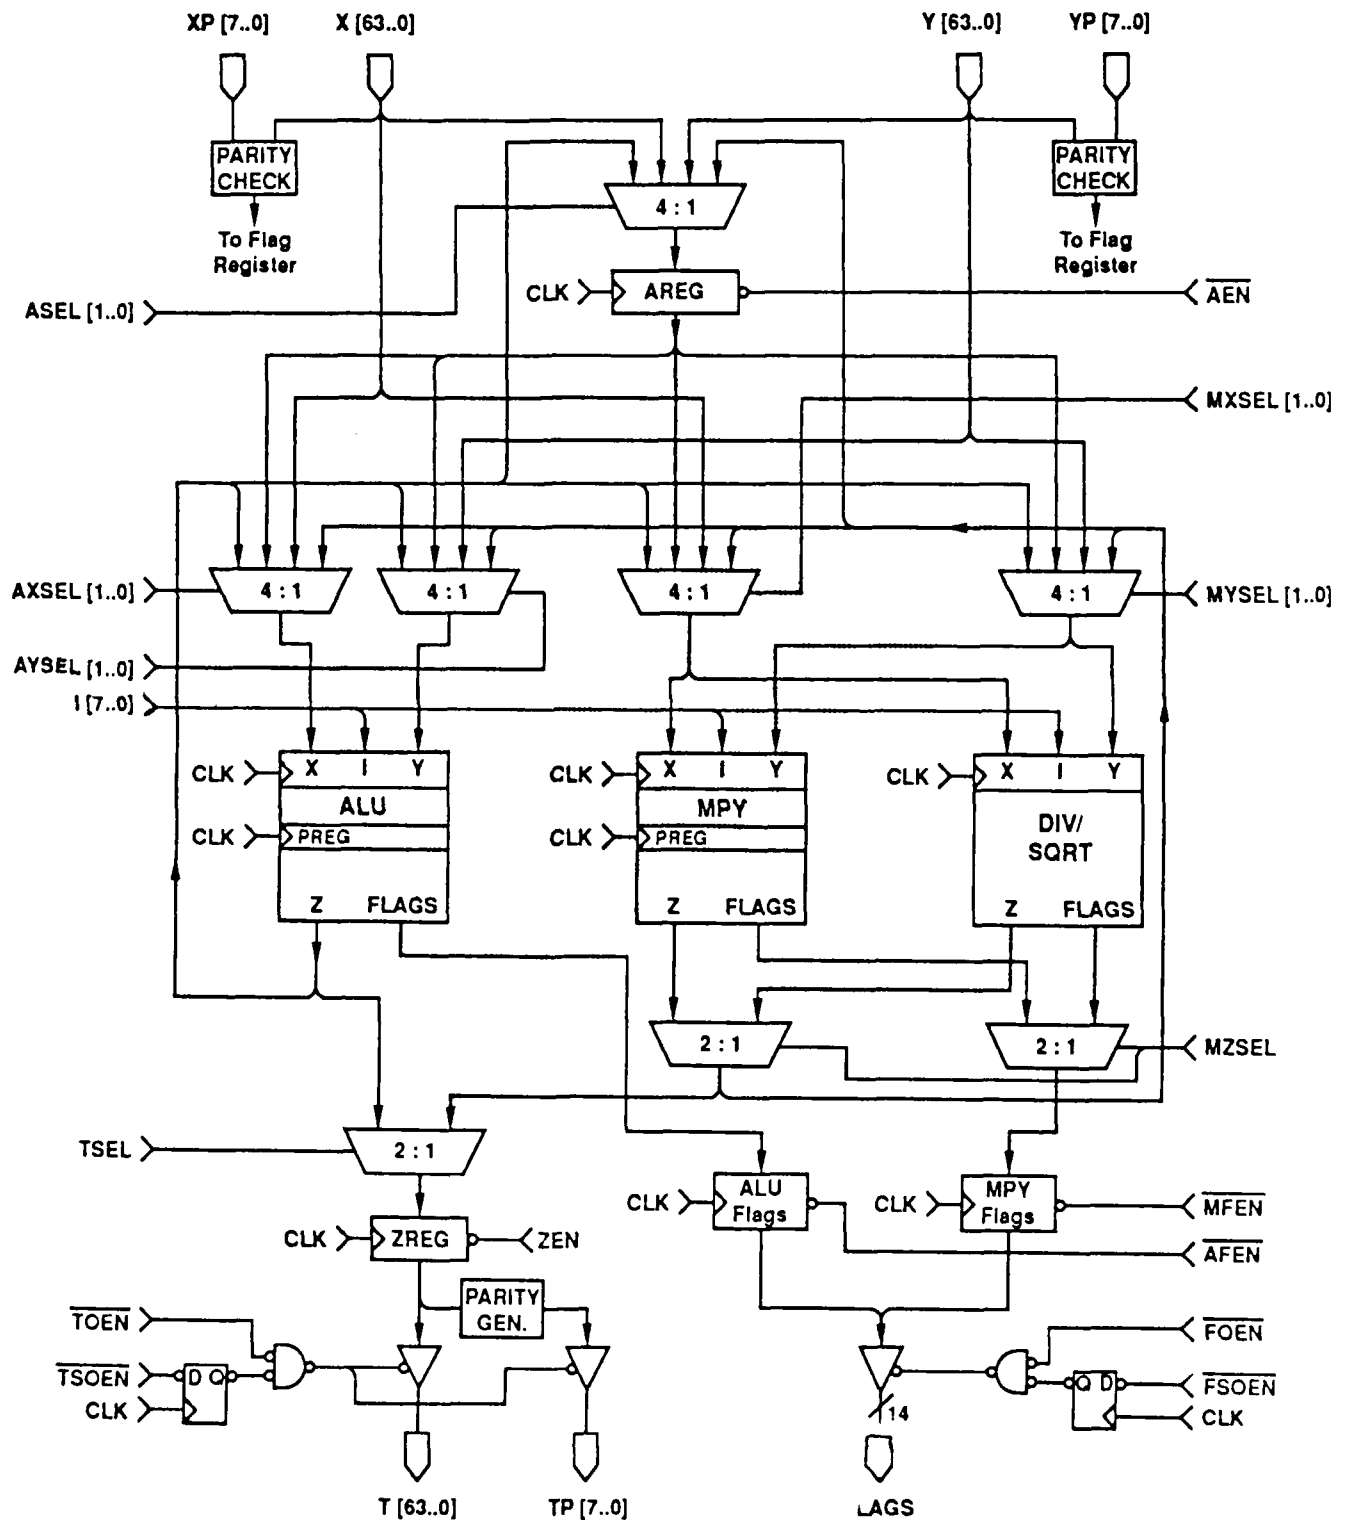 XP [7..0]
X [63..0]
Y [63..0]
YP [7..0]
PARITY
CHECK
PARITY
CHECK
4 : 1
To Flag
Register
To Flag
Register
CLK
AREG
AEN
ASEL [1..0]
MXSEL [1..0]
AXSEL [1..0]
4 : 1
4 : 1
4 : 1
4 : 1
MYSEL [1..0]
AYSEL [1..0]
I [7..0]
CLK
X I Y
CLK
X I Y
CLK
X I Y
ALU
MPY
DIV/
SQRT
CLK
PREG
CLK
PREG
Z FLAGS
Z FLAGS
Z FLAGS
2 : 1
2 : 1
MZSEL
TSEL
2 : 1
CLK
ALU
Flags
CLK
MPY
Flags
MFEN
CLK
ZREG
ZEN
AFEN
PARITY
GEN.
TOEN
FOEN
TSOEN
D Q
Q D
FSOEN
CLK
CLK
14
T [63..0]
TP [7..0]
LAGS